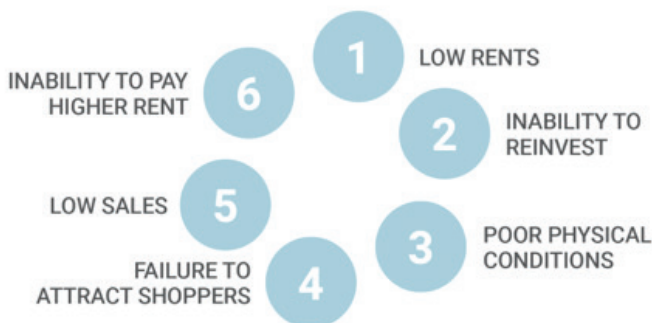 1
LOW RENTS
2
INABILITY TO
REINVEST
3
POOR PHYSICAL
CONDITIONS
4
FAILURE TO
ATTRACT SHOPPERS
5
LOW SALES
6
INABILITY TO PAY
HIGHER RENT